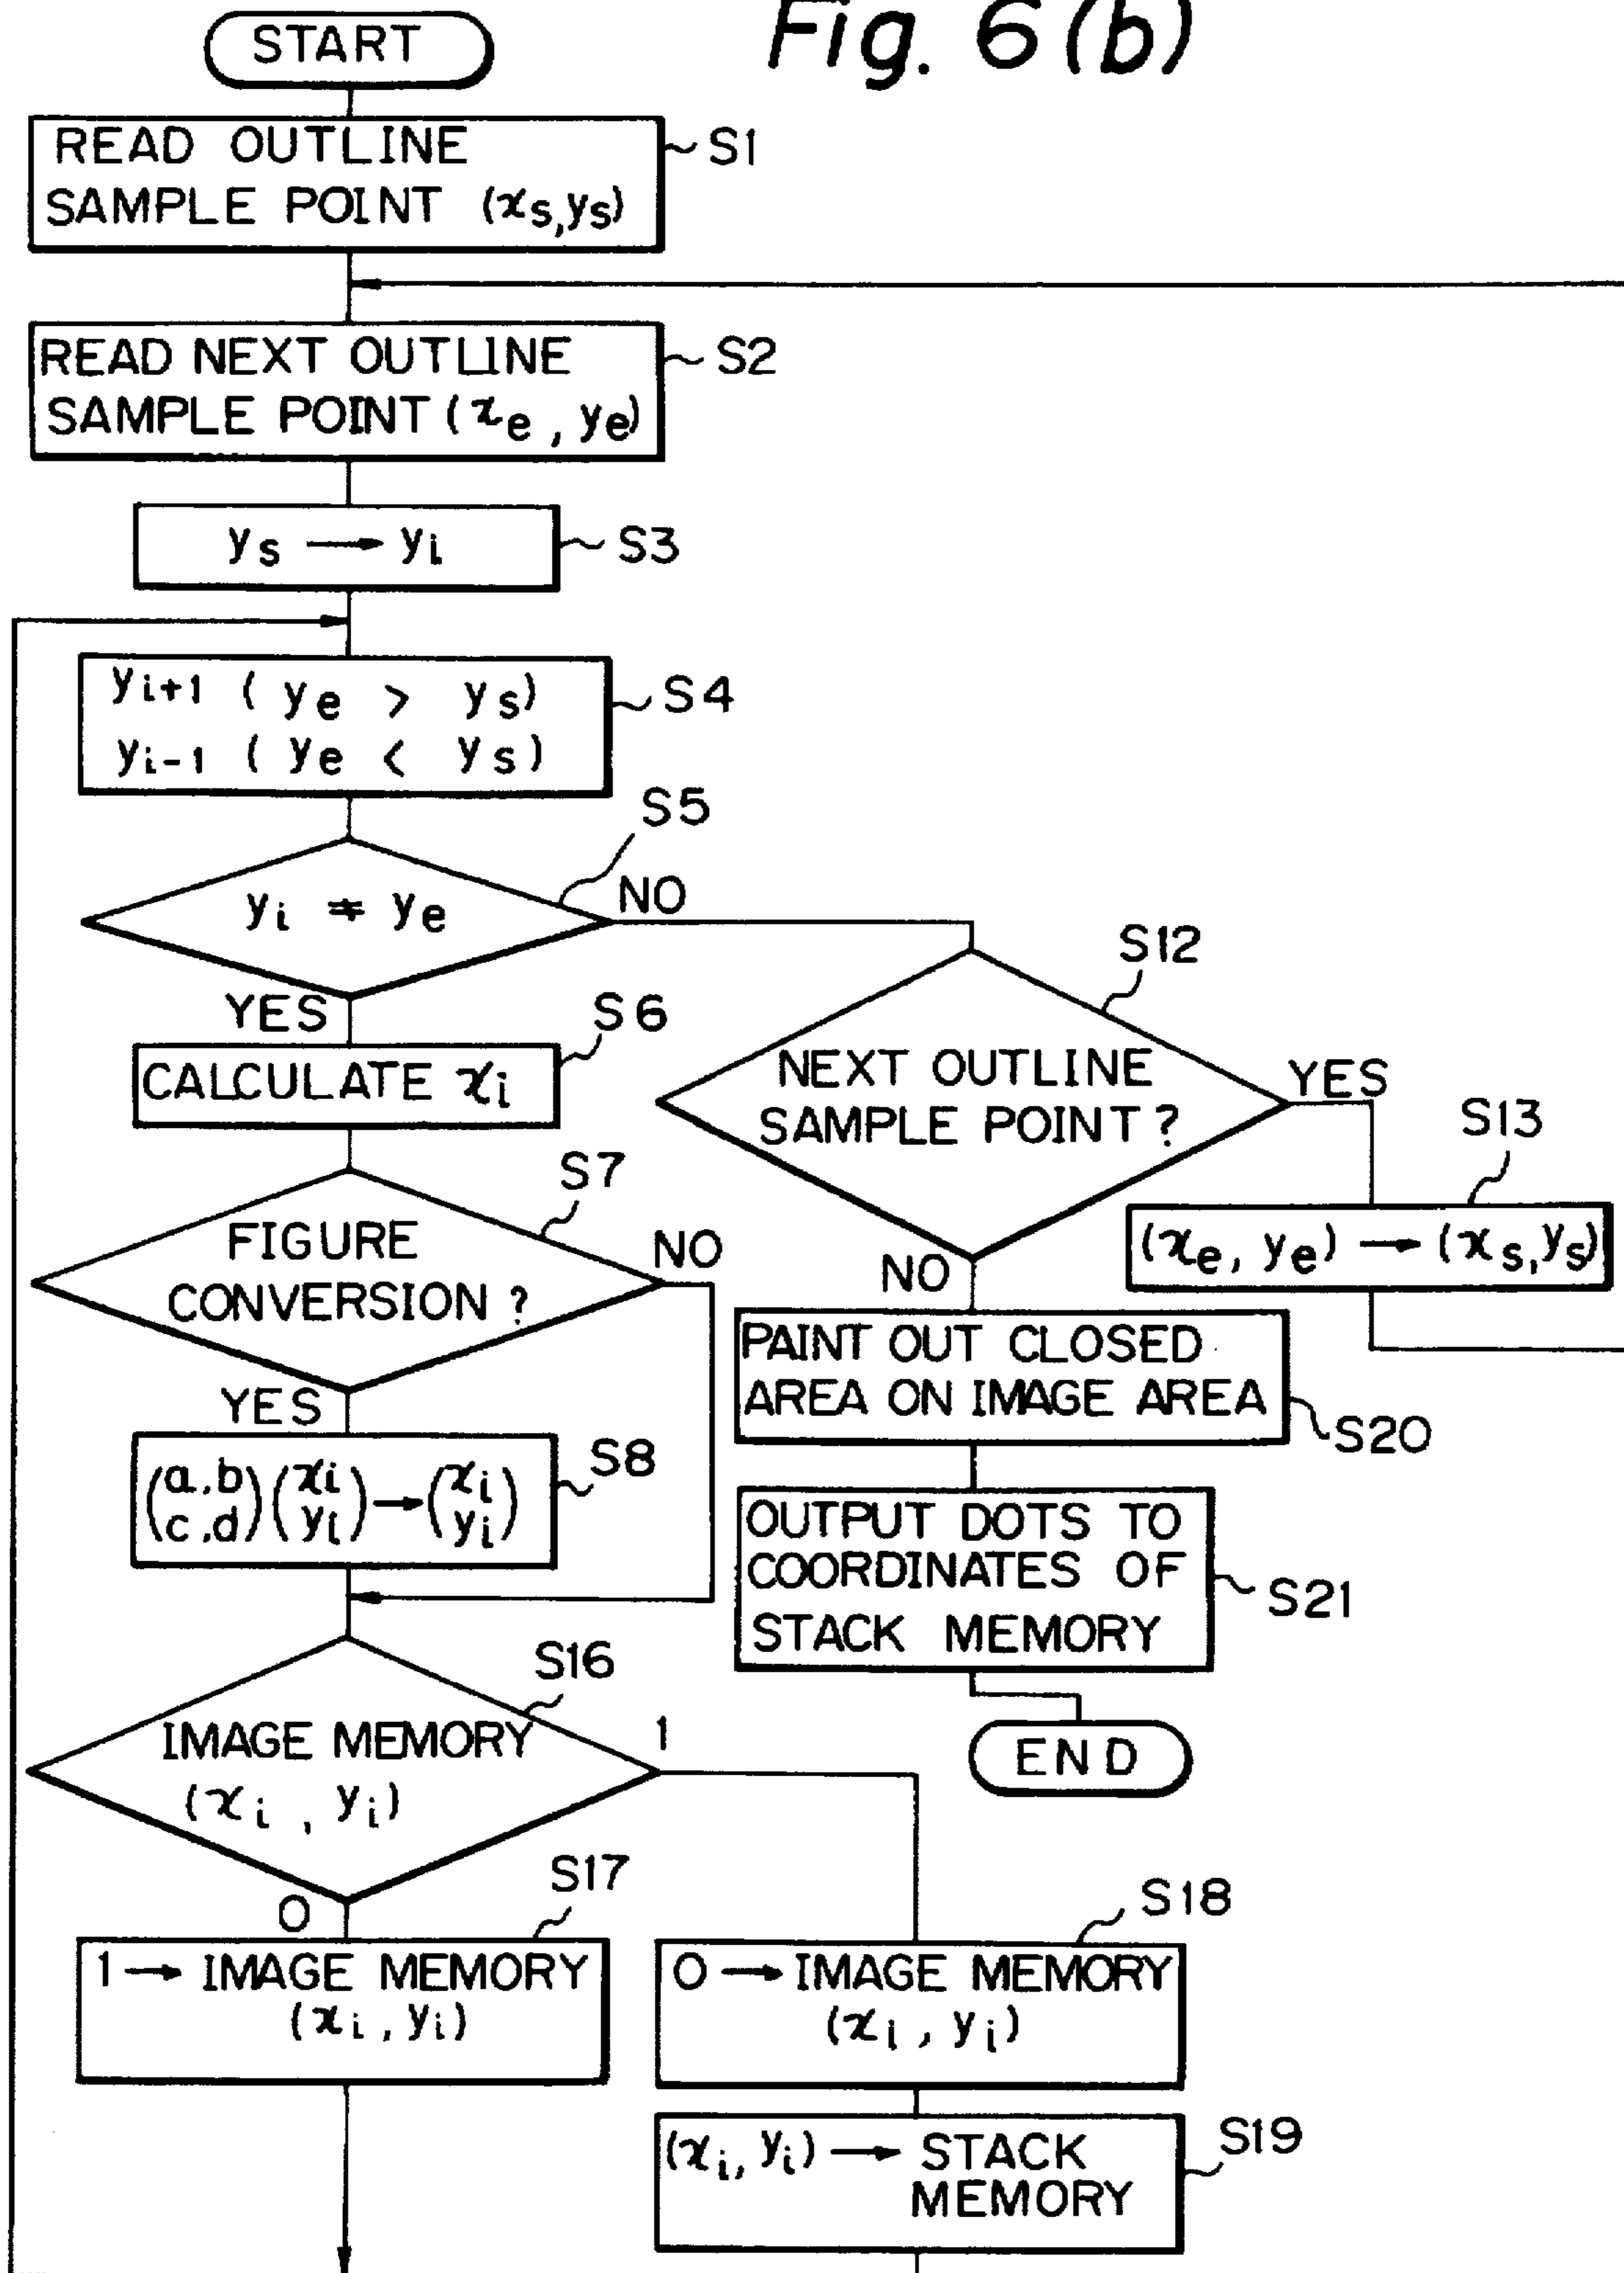 Fig. 6(b)
START
READ OUTLINE
SAMPLE POINT (xs,ys)
S1
READ NEXT OUTLINE
SAMPLE POINT (xe , ye)
S2
ys → yi
S3
yi+1 ( ye > ys)
yi-1 ( ye < ys )
S4
S5
yi ≠ ye
NO
YES
S6
CALCULATE xi
S7
FIGURE
CONVERSION ?
NO
YES
S8
(a,b)(xi) → (xi)
(c,d)(yi) (yi)
S16
IMAGE MEMORY
(xi , yi)
1
0
S17
1 → IMAGE MEMORY
(xi , yi)
S18
0 → IMAGE MEMORY
(xi , yi)
S19
(xi, yi) → STACK
MEMORY
S12
NEXT OUTLINE
SAMPLE POINT ?
YES
S13
(xe, ye) → (xs,ys)
NO
PAINT OUT CLOSED
AREA ON IMAGE AREA
S20
OUTPUT DOTS TO
COORDINATES OF
STACK MEMORY
S21
END